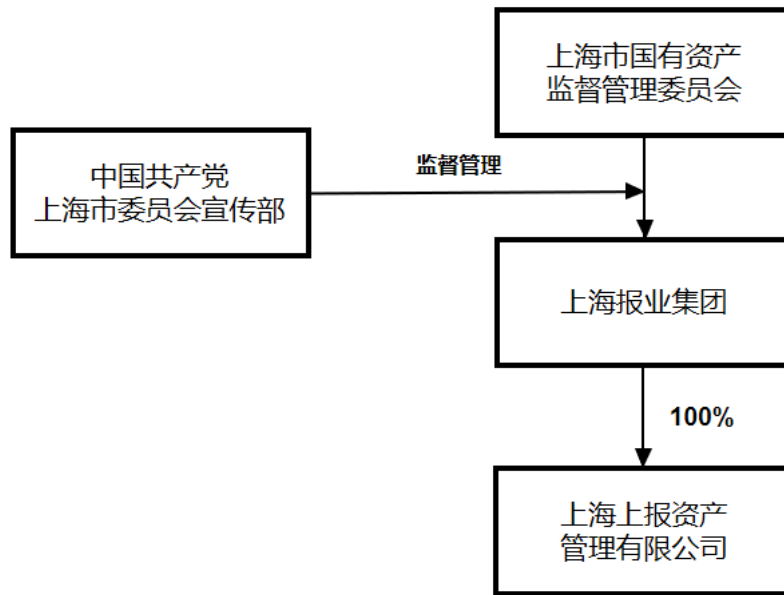 上海市国有资产
监督管理委员会
中国共产党
上海市委员会宣传部
监督管理
上海报业集团
100%
上海上报资产
管理有限公司